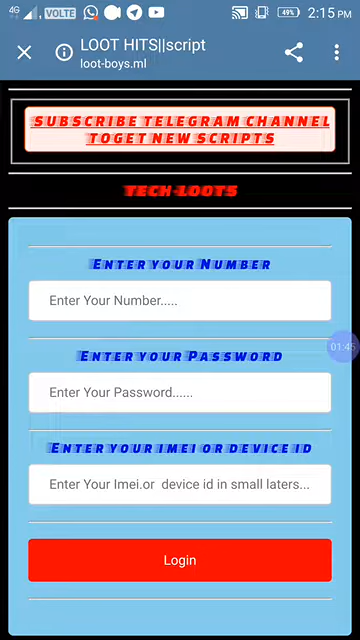 4G VOLTE 49% 2:15 PM
LOOT HITS||script
loot-boys.ml
SUBSCRIBE TELEGRAM CHANNEL
TOGET NEW SCRIPTS
TECH LOOTS
ENTER YOUR NUMBER
Enter Your Number.....
01:45
ENTER YOUR PASSWORD
Enter Your Password......
ENTER YOUR IMEI OR DEVICE ID
Enter Your Imei.or device id in small laters...
Login